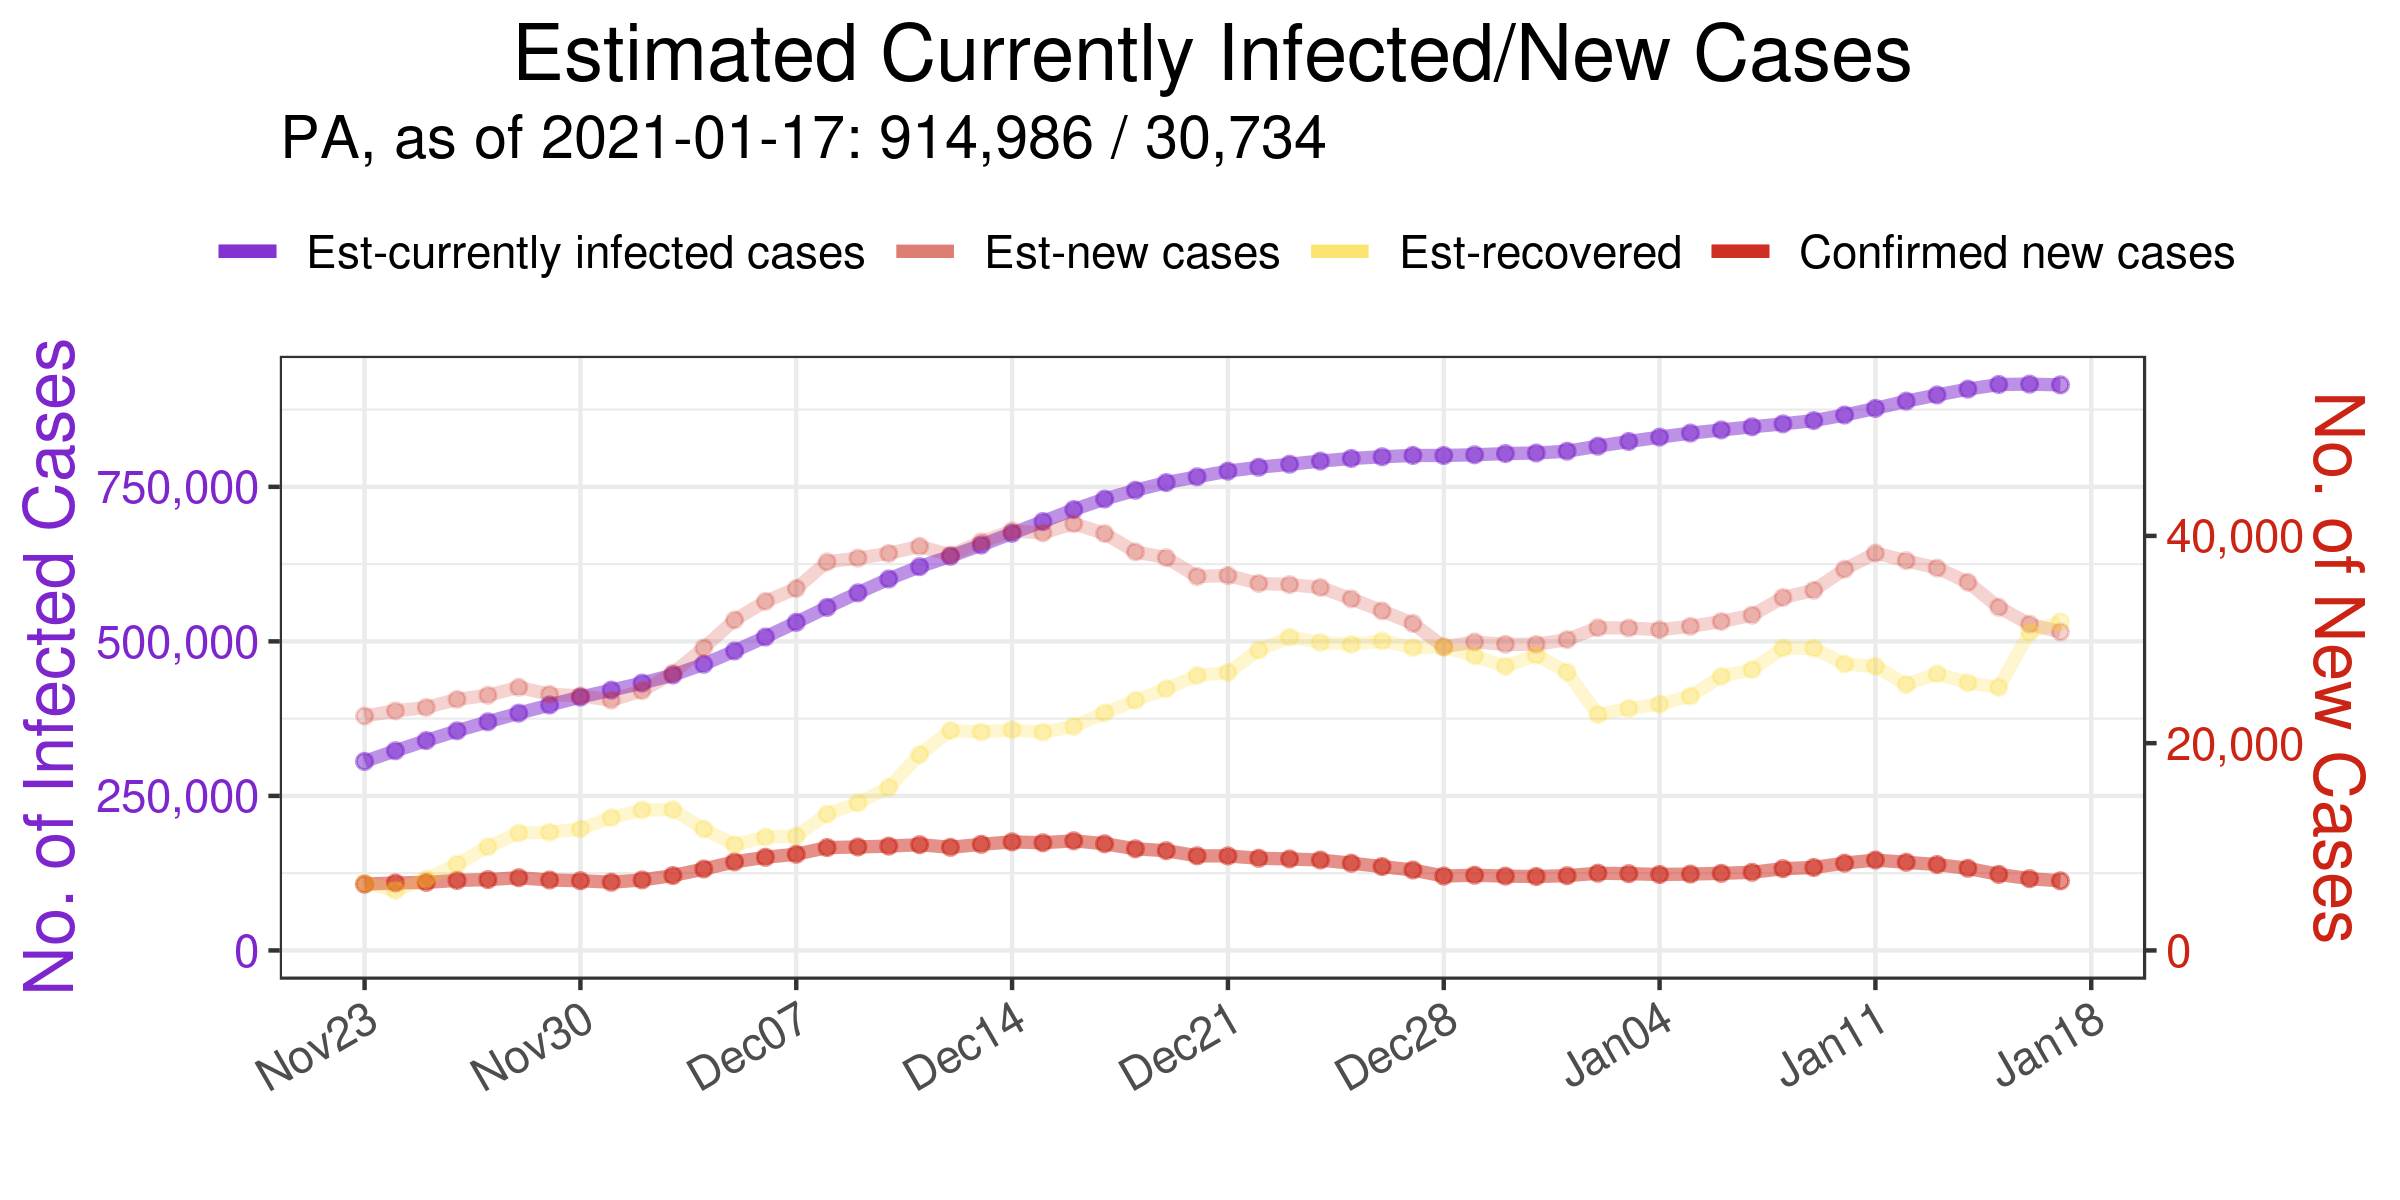 Estimated Currently Infected/New Cases
PA, as of 2021-01-17: 914,986 / 30,734
Est-currently infected cases Est-new cases Est-recovered Confirmed new cases
No. of Infected Cases
750,000
500,000
250,000
0
40,000
20,000
0
No. of New Cases
Nov23 Nov30 Dec07 Dec14 Dec21 Dec28 Jan04 Jan11 Jan18